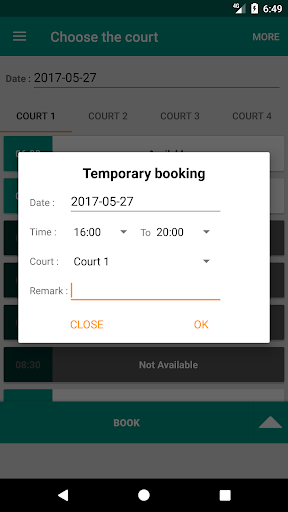 4G 6:49
Choose the court MORE
Date : 2017-05-27
COURT 1 COURT 2 COURT 3 COURT 4
Temporary booking
Date : 2017-05-27
Time : 16:00 To 20:00
Court : Court 1
Remark :
CLOSE OK
08:30 Not Available
BOOK